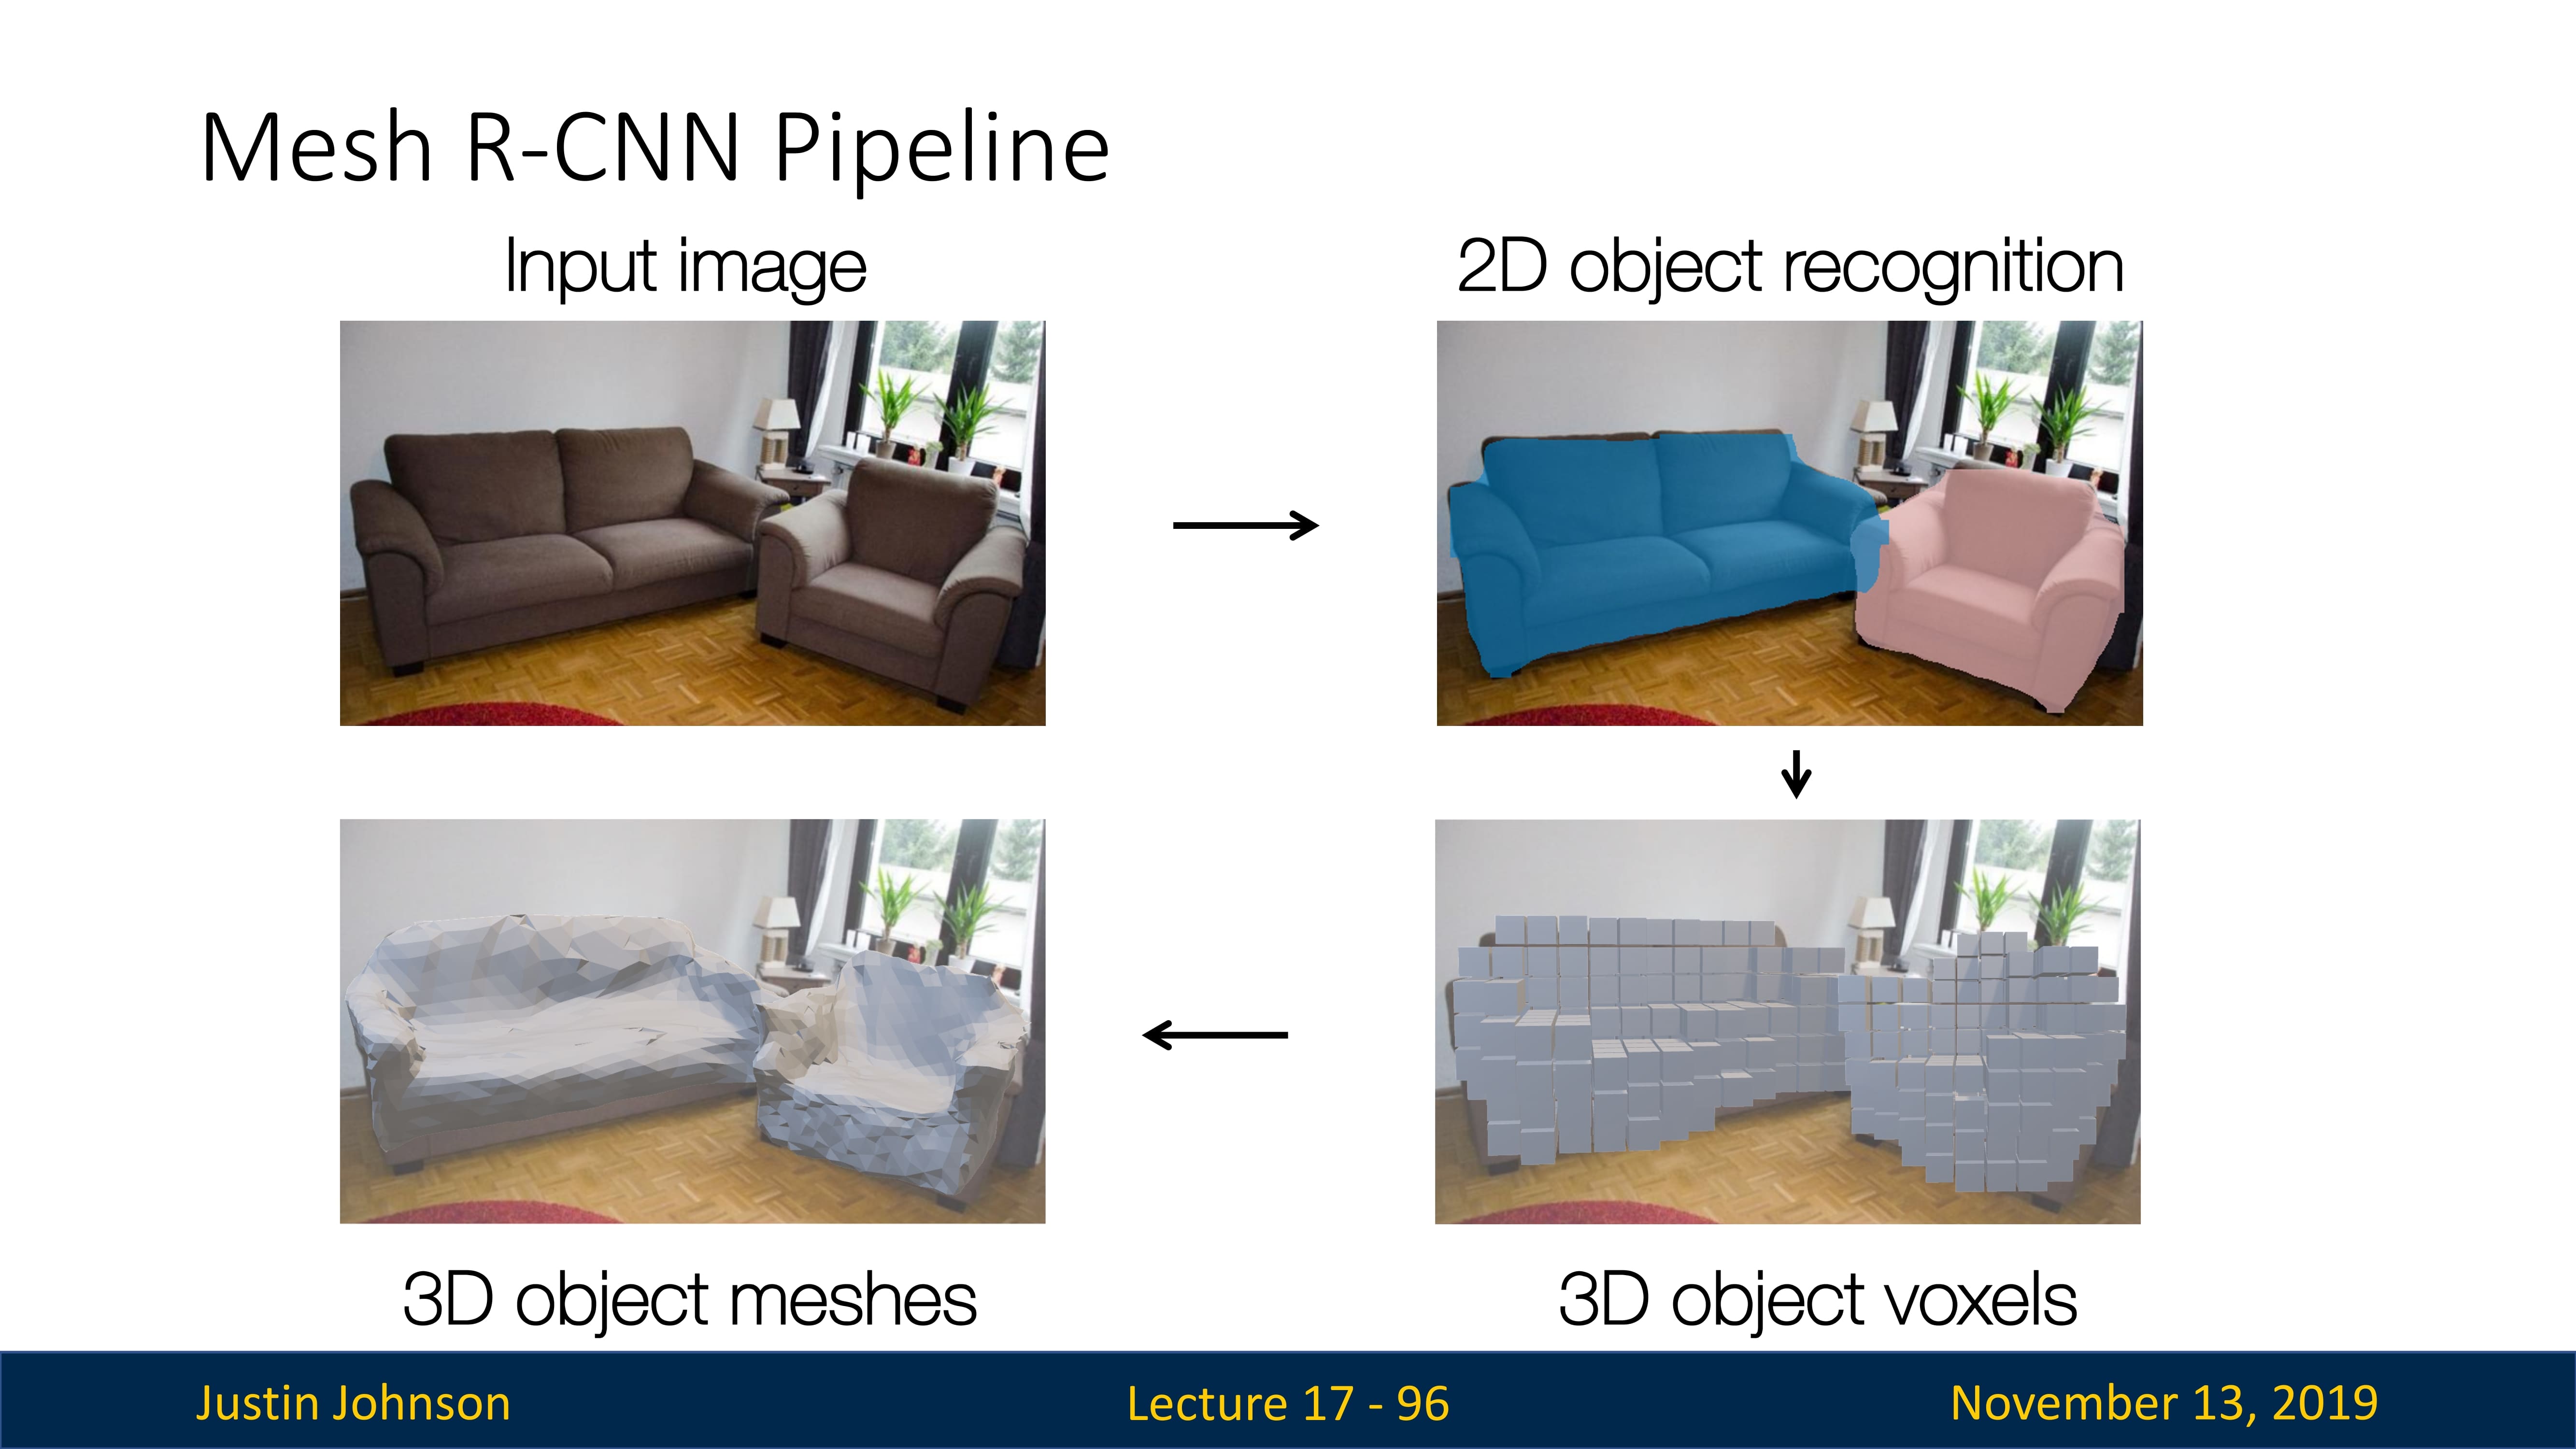 Mesh R-CNN Pipeline
Input image
2D object recognition
3D object meshes
3D object voxels
Justin Johnson
Lecture 17 - 96
November 13, 2019